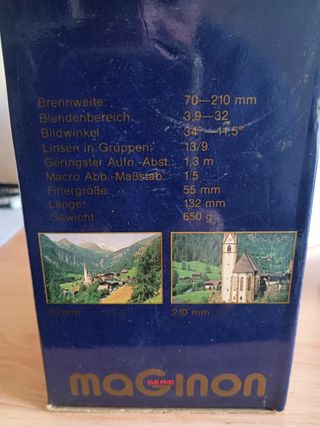 Brennweite: 70—210 mm
Blendenbereich: 3,9—32
Bildwinkel: 34°—11,5°
Linsen in Gruppen: 13/9
Geringster Aufn.-Abst.: 1,3 m
Macro Abb.-Maßstab: 1:5
Filtergröße: 55 mm
Länge: 132 mm
Gewicht: 650 g
70 mm 210 mm
SERIE
maGinon